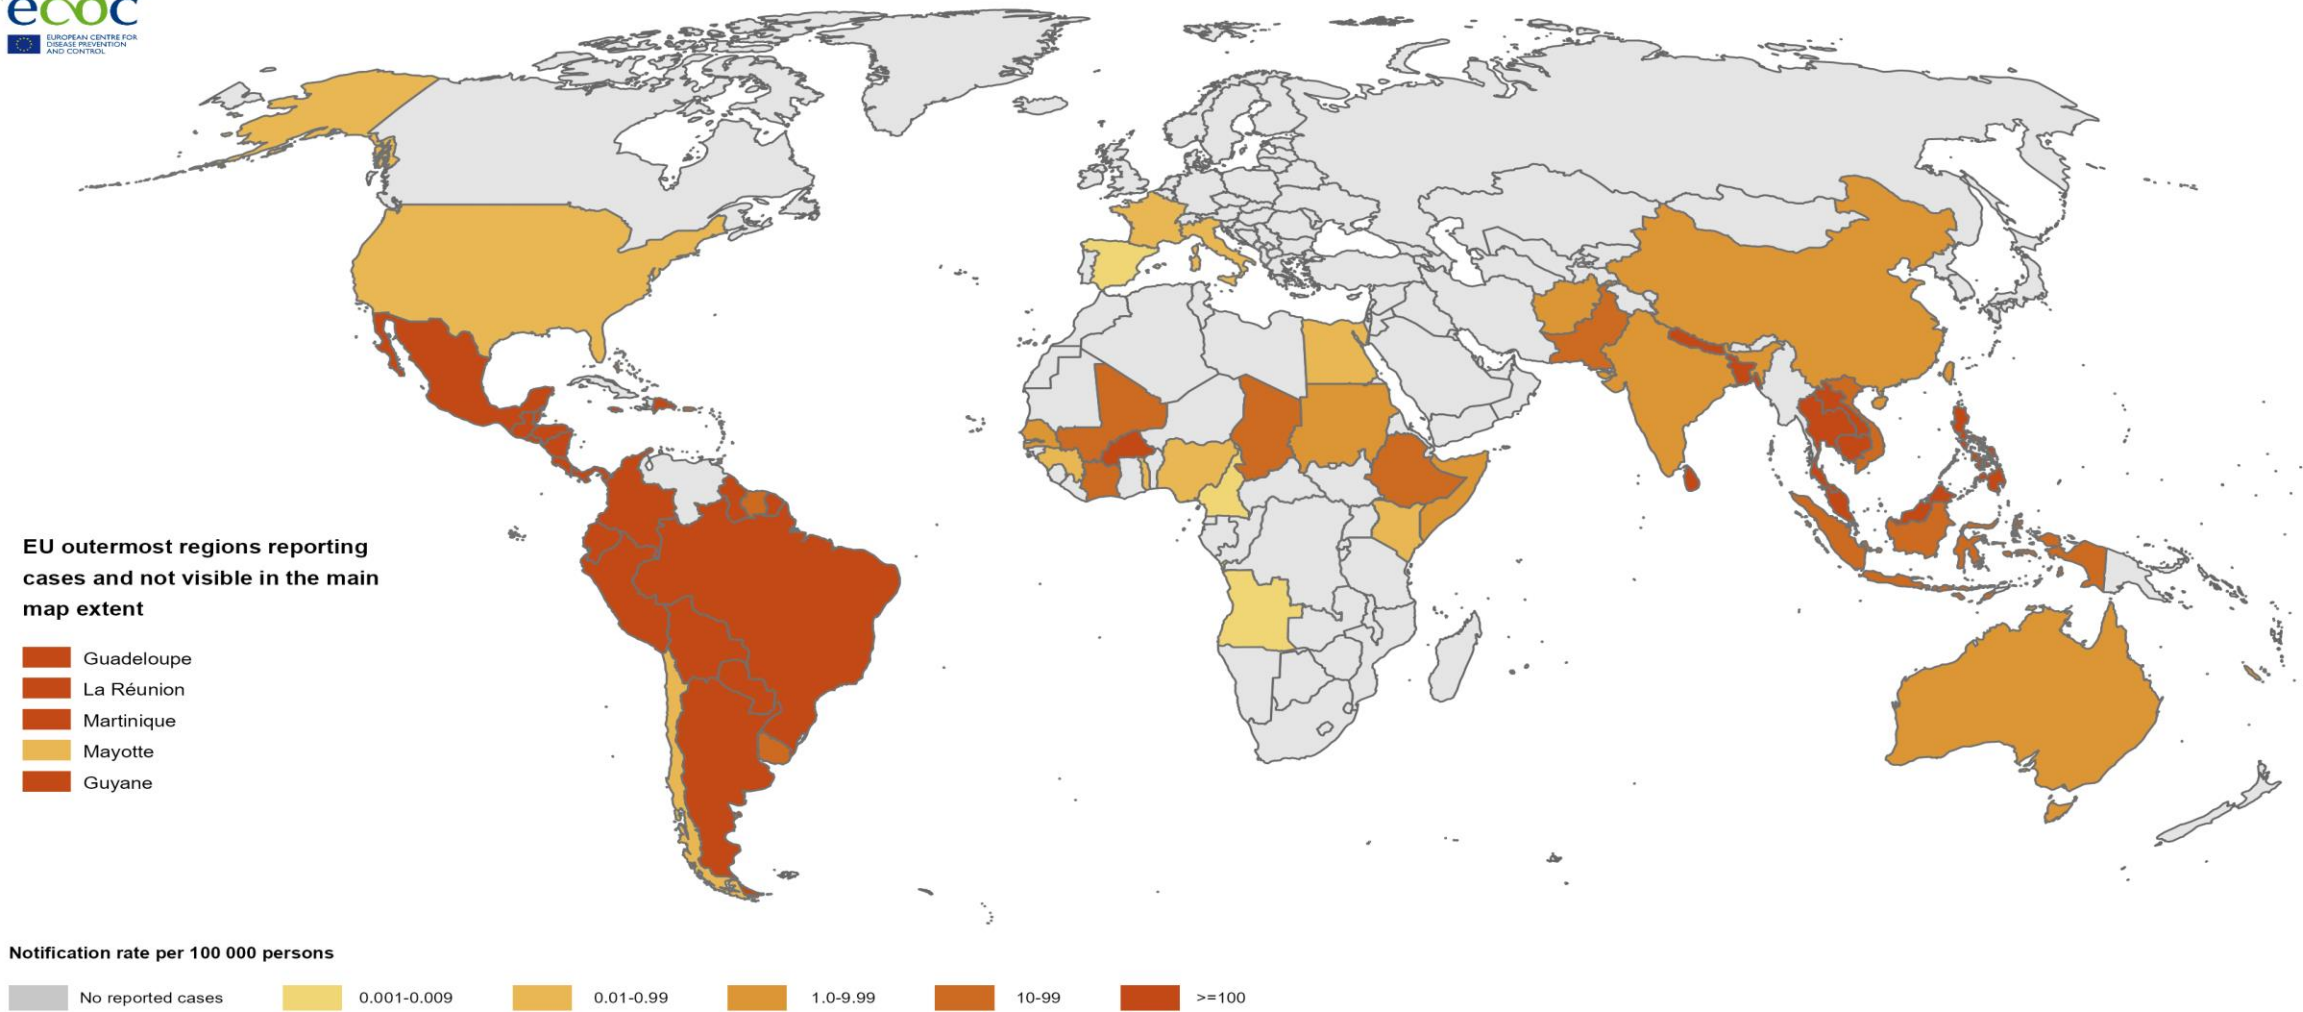 ecdc
EUROPEAN CENTRE FOR
DISEASE PREVENTION
AND CONTROL
EU outermost regions reporting
cases and not visible in the main
map extent
Guadeloupe
La Réunion
Martinique
Mayotte
Guyane
Notification rate per 100 000 persons
No reported cases
0.001-0.009
0.01-0.99
1.0-9.99
10-99
>=100